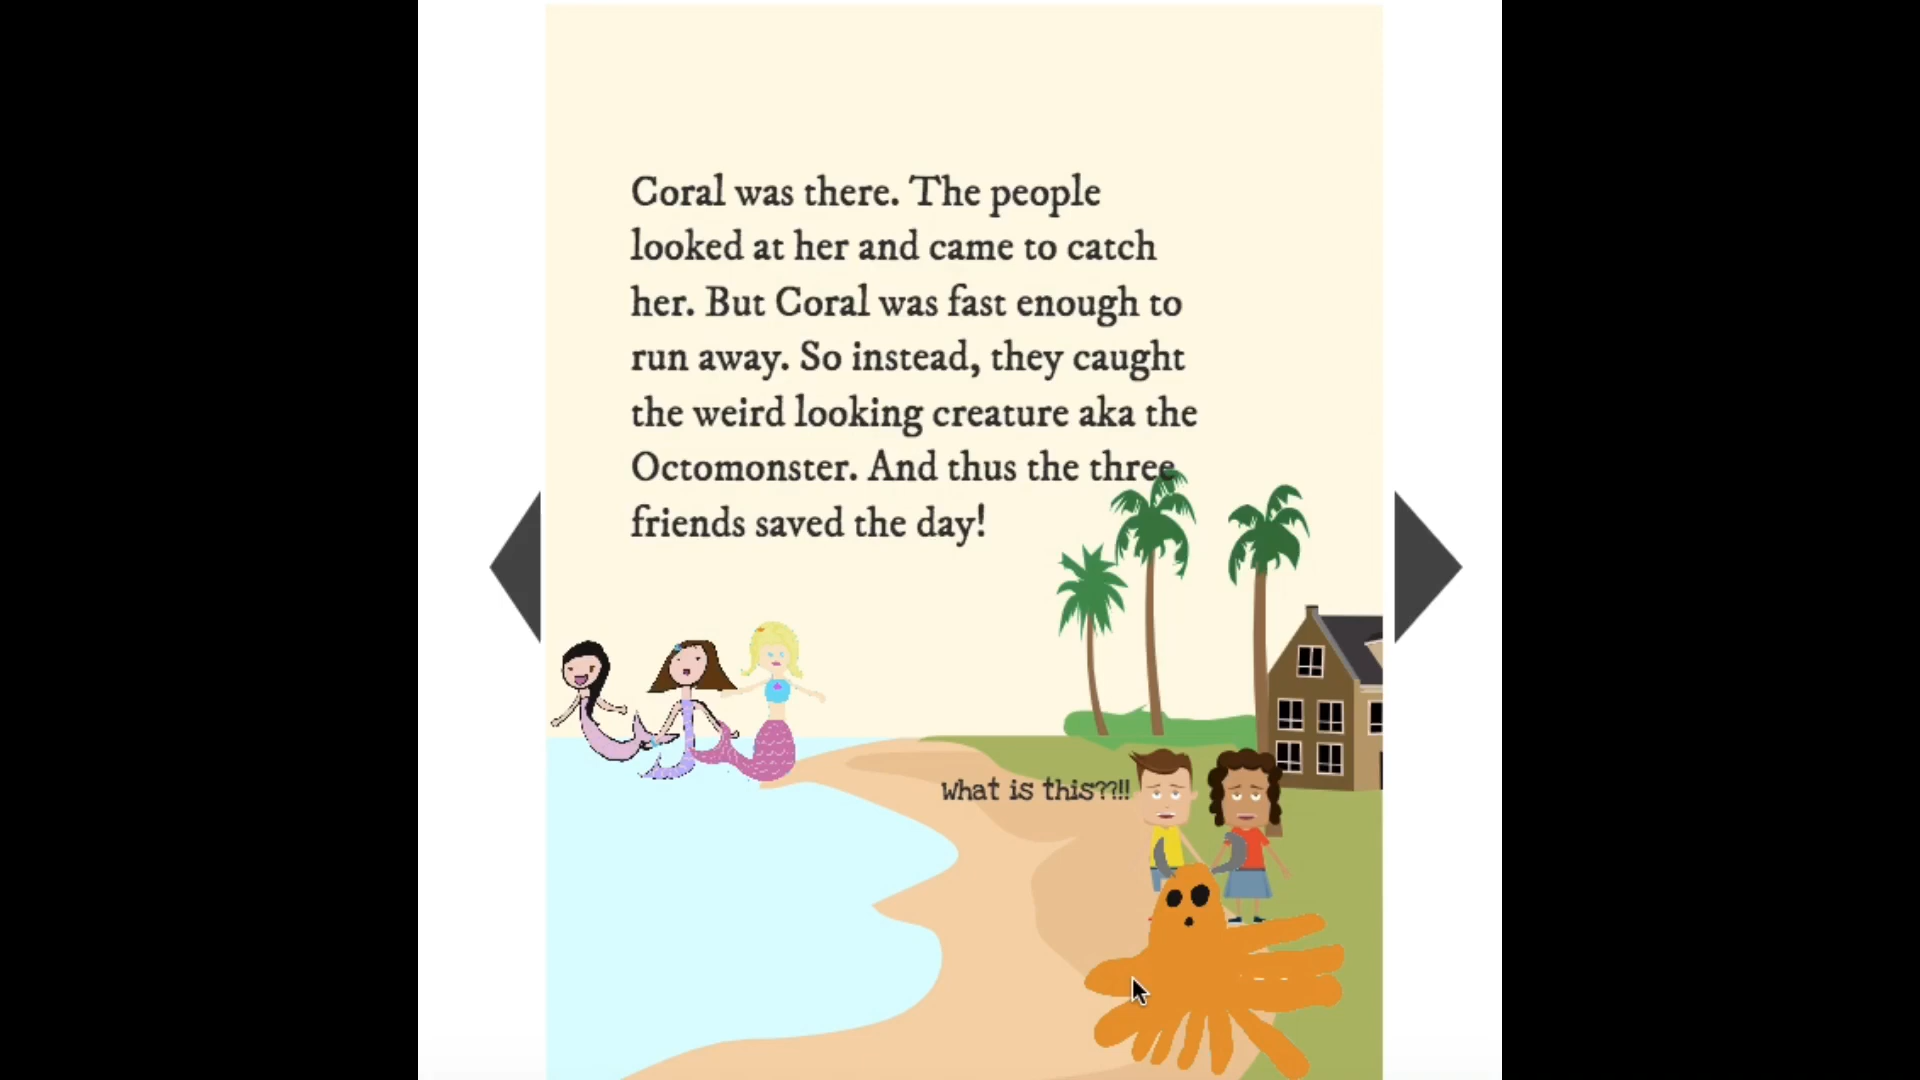 Coral was there. The people
looked at her and came to catch
her. But Coral was fast enough to
run away. So instead, they caught
the weird looking creature aka the
Octomonster. And thus the three
friends saved the day!
What is this??!!